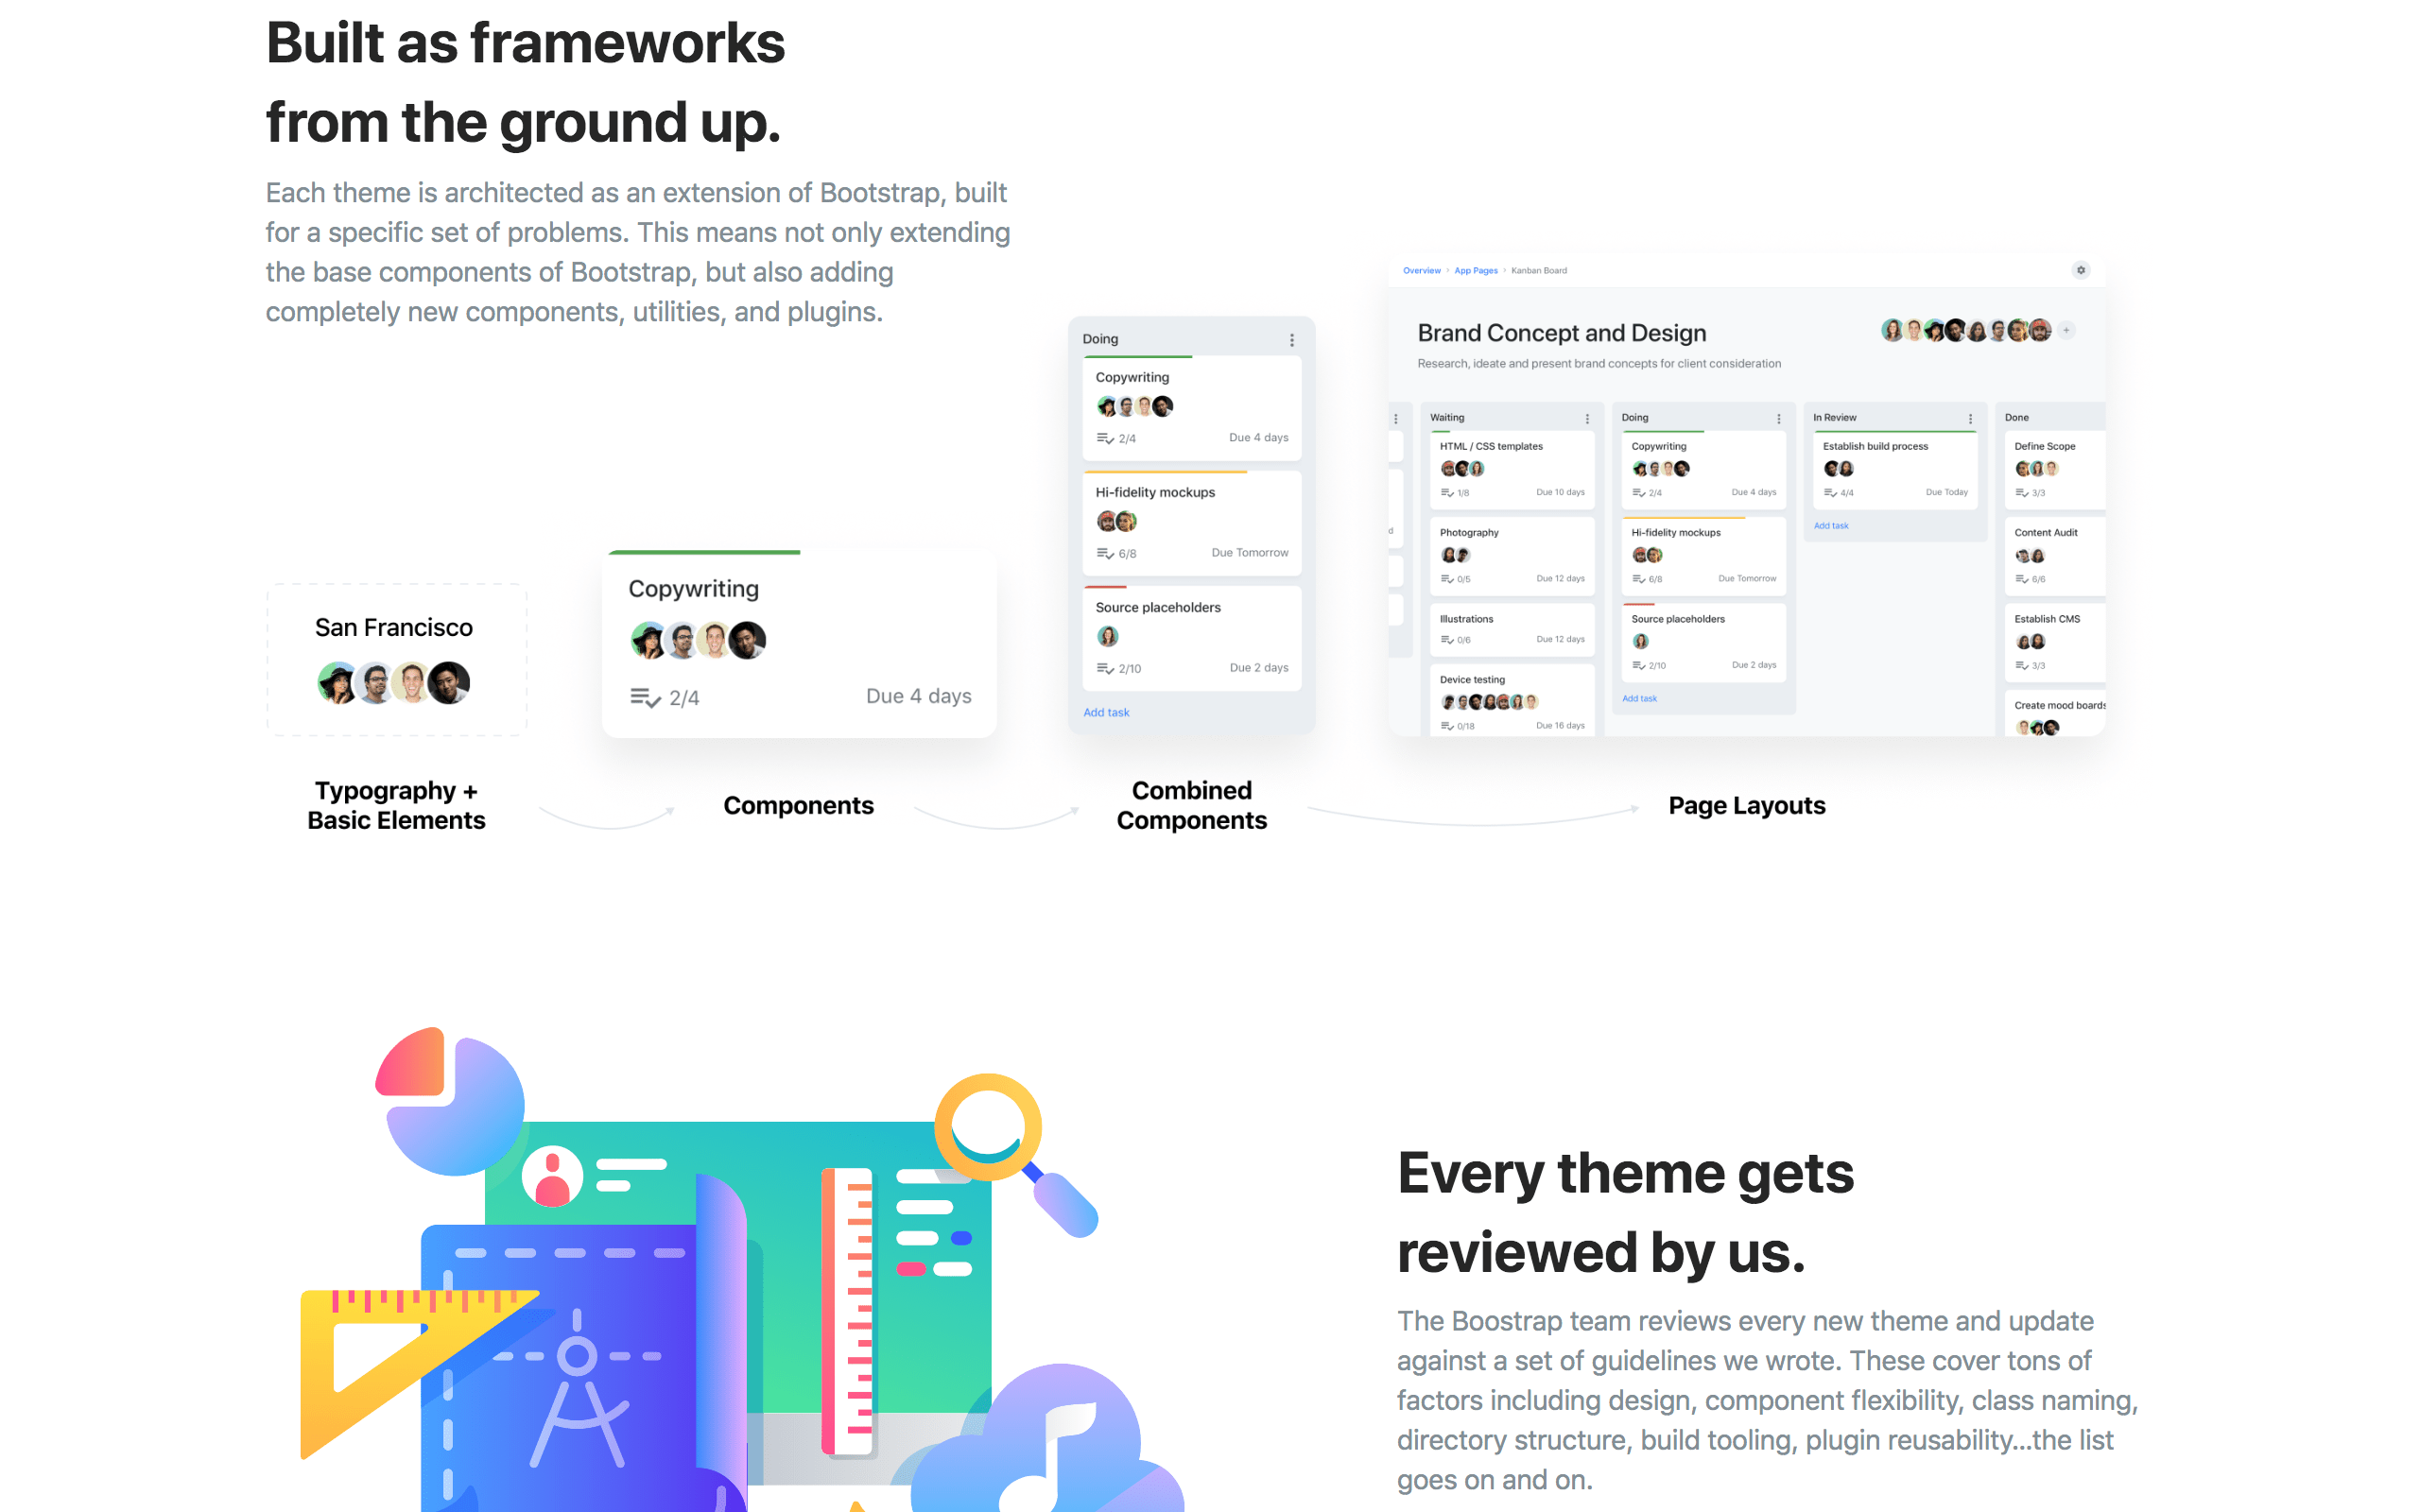 Built as frameworks
from the ground up.
Each theme is architected as an extension of Bootstrap, built
for a specific set of problems. This means not only extending
the base components of Bootstrap, but also adding
completely new components, utilities, and plugins.
San Francisco
Typography +
Basic Elements
Copywriting
2/4 Due 4 days
Components
Doing
Copywriting
2/4 Due 4 days
Hi-fidelity mockups
6/8 Due Tomorrow
Source placeholders
2/10 Due 2 days
Add task
Combined
Components
Overview › App Pages › Kanban Board
Brand Concept and Design
+
Research, ideate and present brand concepts for client consideration
d
Waiting
HTML / CSS templates
1/8 Due 10 days
Photography
0/5 Due 12 days
Illustrations
0/6 Due 12 days
Device testing
0/18 Due 16 days
Doing
Copywriting
2/4 Due 4 days
Hi-fidelity mockups
6/8 Due Tomorrow
Source placeholders
2/10 Due 2 days
Add task
In Review
Establish build process
4/4 Due Today
Add task
Done
Define Scope
3/3
Content Audit
6/6
Establish CMS
3/3
Create mood boards
Page Layouts
Every theme gets
reviewed by us.
The Boostrap team reviews every new theme and update
against a set of guidelines we wrote. These cover tons of
factors including design, component flexibility, class naming,
directory structure, build tooling, plugin reusability...the list
goes on and on.